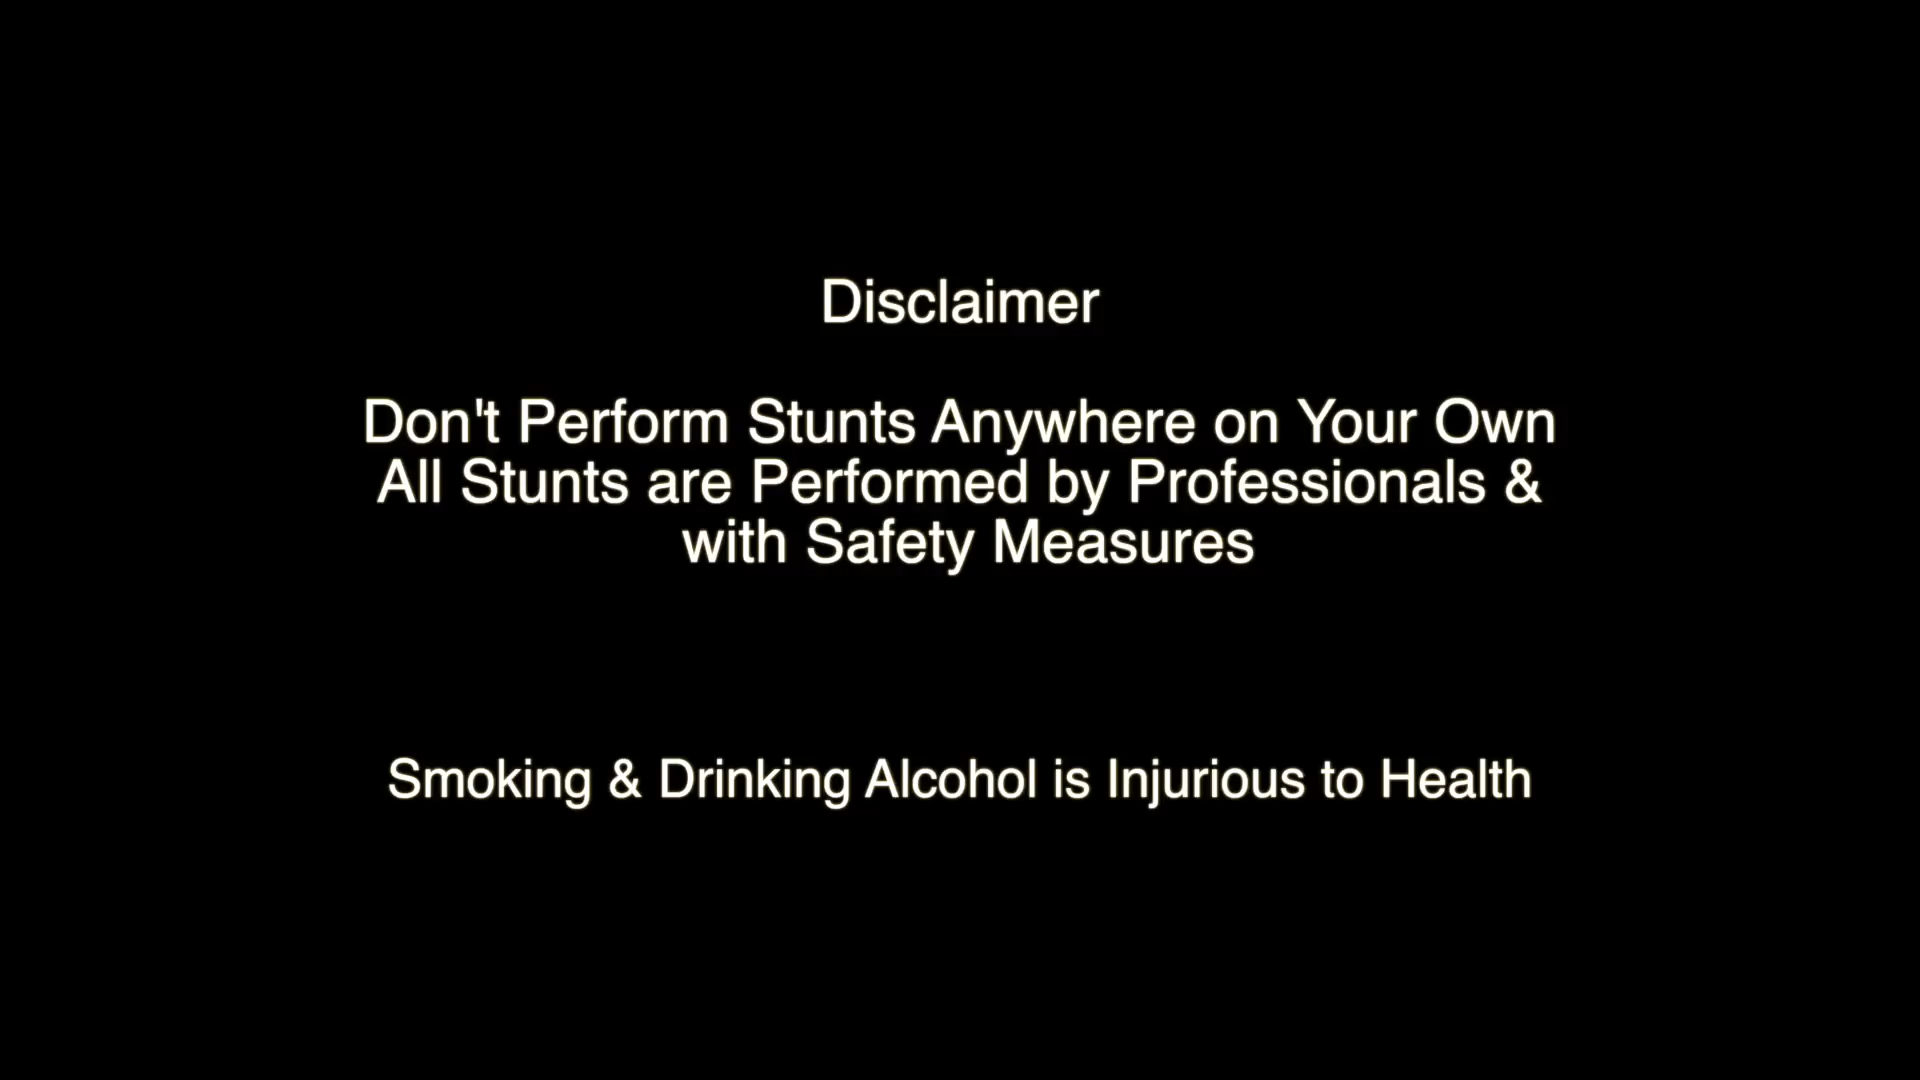 Disclaimer
Don't Perform Stunts Anywhere on Your Own
All Stunts are Performed by Professionals &
with Safety Measures
Smoking & Drinking Alcohol is Injurious to Health